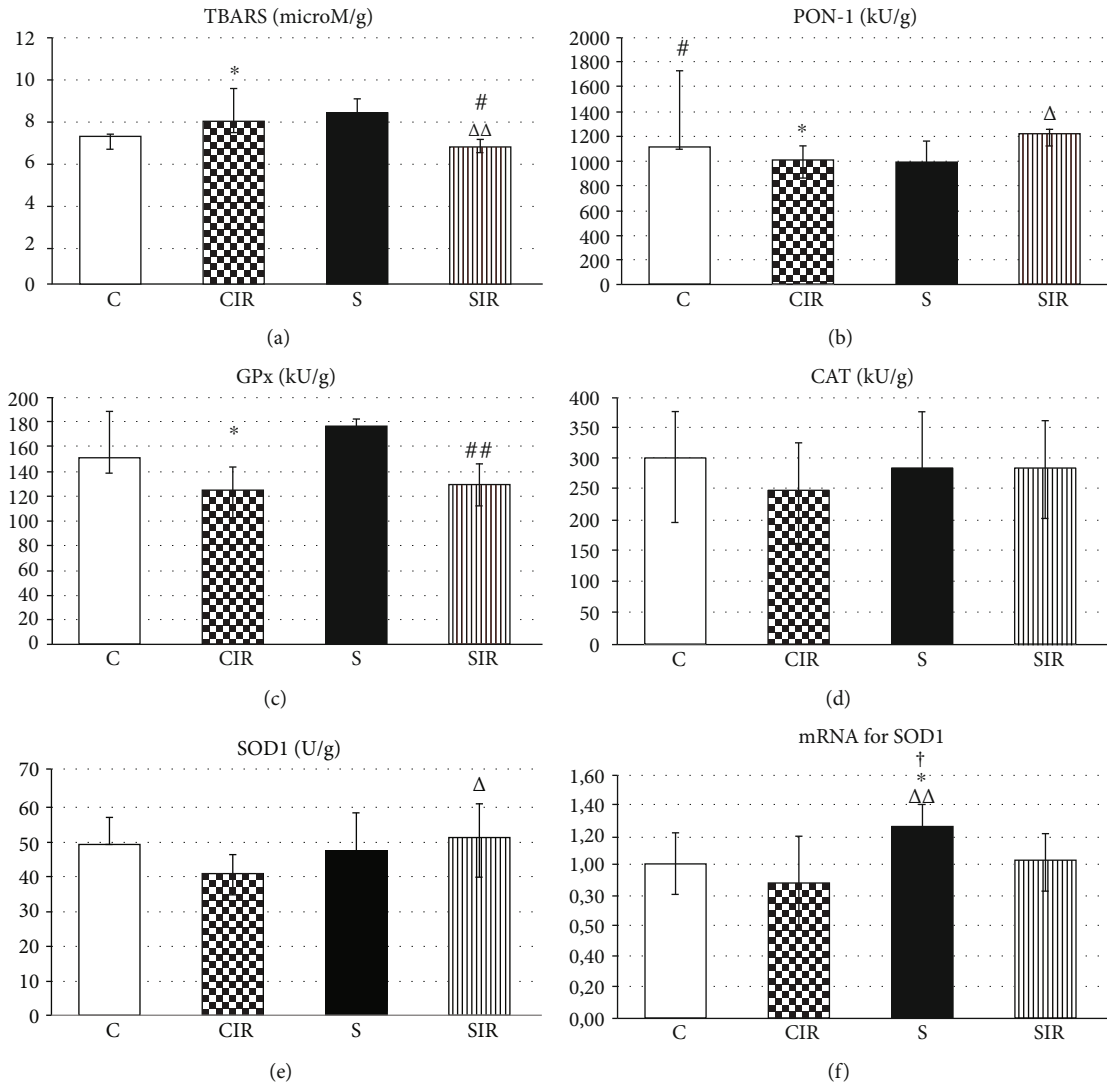 TBARS (microM/g)
12
10
8
6
4
2
0
*
#
ΔΔ
C CIR S SIR
(a)
PON-1 (kU/g)
2000
1800
1600
1400
1200
1000
800
600
400
200
0
#
*
Δ
C CIR S SIR
(b)
GPx (kU/g)
200
180
160
140
120
100
80
60
40
20
0
*
##
C CIR S SIR
(c)
CAT (kU/g)
400
350
300
250
300
250
100
50
0
C CIR S SIR
(d)
SOD1 (U/g)
70
60
50
40
30
20
10
0
Δ
C CIR S SIR
(e)
mRNA for SOD1
1,60
1,40
1,20
1,00
0,30
0,50
0,40
0,20
0,00
†
*
ΔΔ
C CIR S SIR
(f)